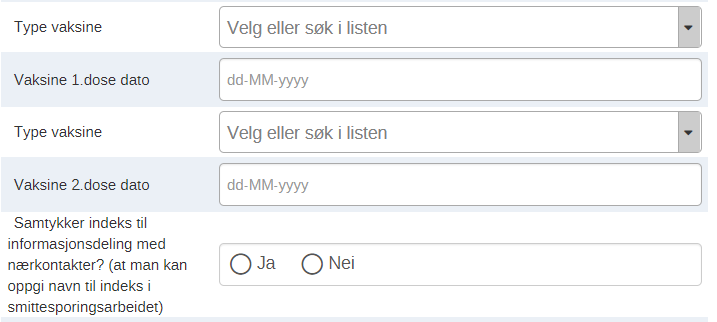 Type vaksine Velg eller søk i listen
Vaksine 1.dose dato dd-MM-yyyy
Type vaksine Velg eller søk i listen
Vaksine 2.dose dato dd-MM-yyyy
Samtykker indeks til
informasjonsdeling med
nærkontakter? (at man kan
oppgi navn til indeks i
smittesporingsarbeidet)
Ja Nei